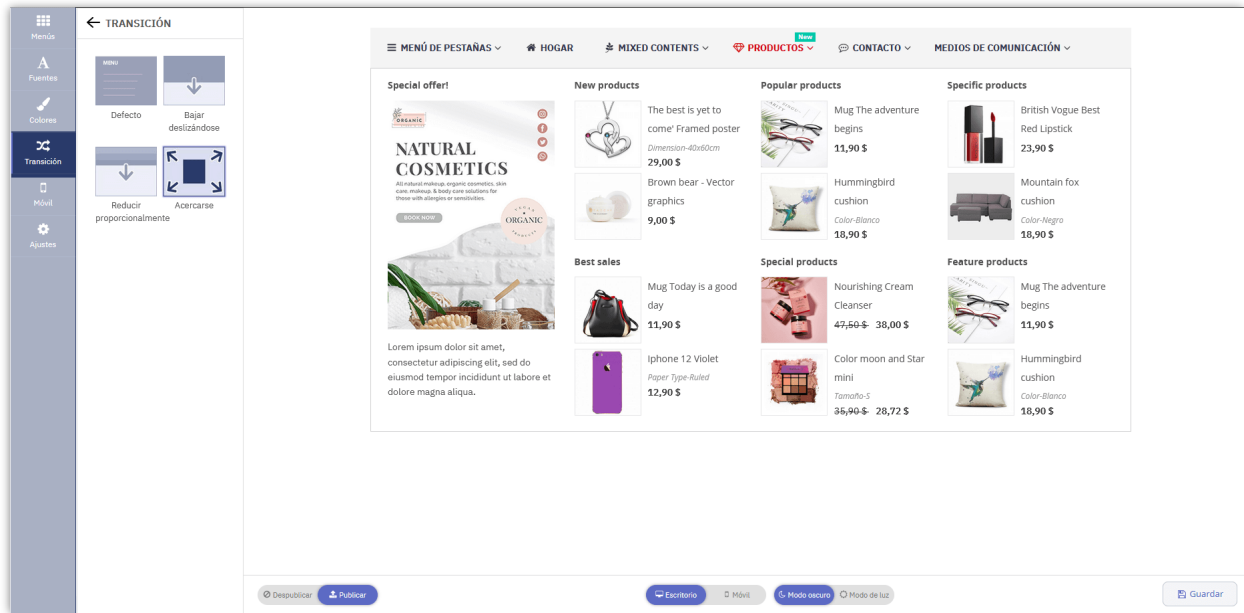 Menús
Fuentes
Colores
Transición
Móvil
Ajustes
TRANSICIÓN
MENU
Defecto
Bajar
deslizándose
Reducir
proporcionalmente
Acercarse
MENÚ DE PESTAÑAS
HOGAR
MIXED CONTENTS
New
PRODUCTOS
CONTACTO
MEDIOS DE COMUNICACIÓN
Special offer!
ORGANIC
NATURAL
COSMETICS
All natural makeup, organic cosmetics, skin
care, makeup, & body care solutions for
those with allergies or sensitivities.
BOOK NOW
VEGAN
ORGANIC
PRODUCTS
Lorem ipsum dolor sit amet,
consectetur adipiscing elit, sed do
eiusmod tempor incididunt ut labore et
dolore magna aliqua.
New products
The best is yet to
come' Framed poster
Dimension-40x60cm
29,00 $
Brown bear - Vector
graphics
9,00 $
Popular products
Mug The adventure
begins
11,90 $
Hummingbird
cushion
Color-Blanco
18,90 $
Specific products
British Vogue Best
Red Lipstick
23,90 $
Mountain fox
cushion
Color-Negro
18,90 $
Best sales
Mug Today is a good
day
11,90 $
Iphone 12 Violet
Paper Type-Ruled
12,90 $
Special products
Nourishing Cream
Cleanser
47,50 $ 38,00 $
Color moon and Star
mini
Tamaño-S
35,90 $ 28,72 $
Feature products
Mug The adventure
begins
11,90 $
Hummingbird
cushion
Color-Blanco
18,90 $
Despublicar
Publicar
Escritorio
Móvil
Modo oscuro
Modo de luz
Guardar